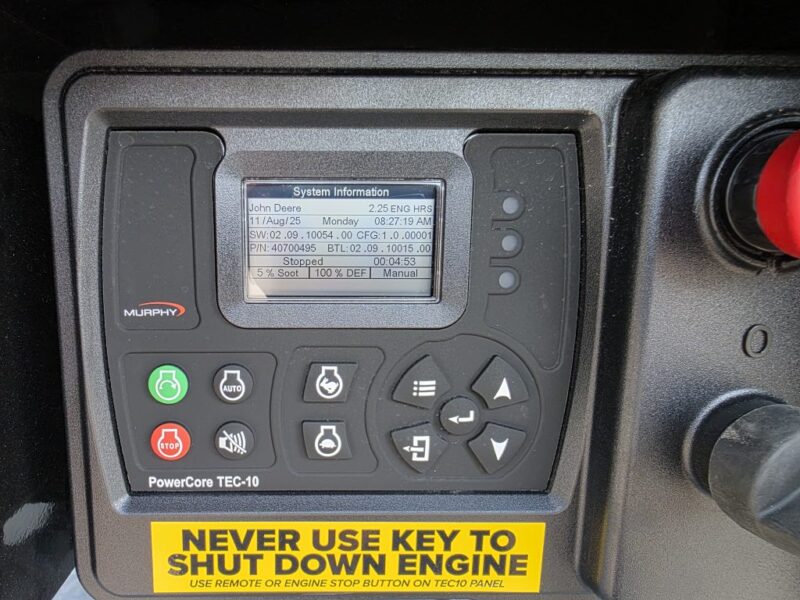 System Information
John Deere 2.25 ENG HRS
11/Aug/25 Monday 08:27:19 AM
SW:02.09.10054.00 CFG:1.0.00001
P/N:40700495 BTL:02.09.10015.00
Stopped 00:04:53
5 % Soot 100 % DEF Manual
MURPHY
AUTO
STOP
PowerCore TEC-10
O
NEVER USE KEY TO
SHUT DOWN ENGINE
USE REMOTE OR ENGINE STOP BUTTON ON TEC10 PANEL